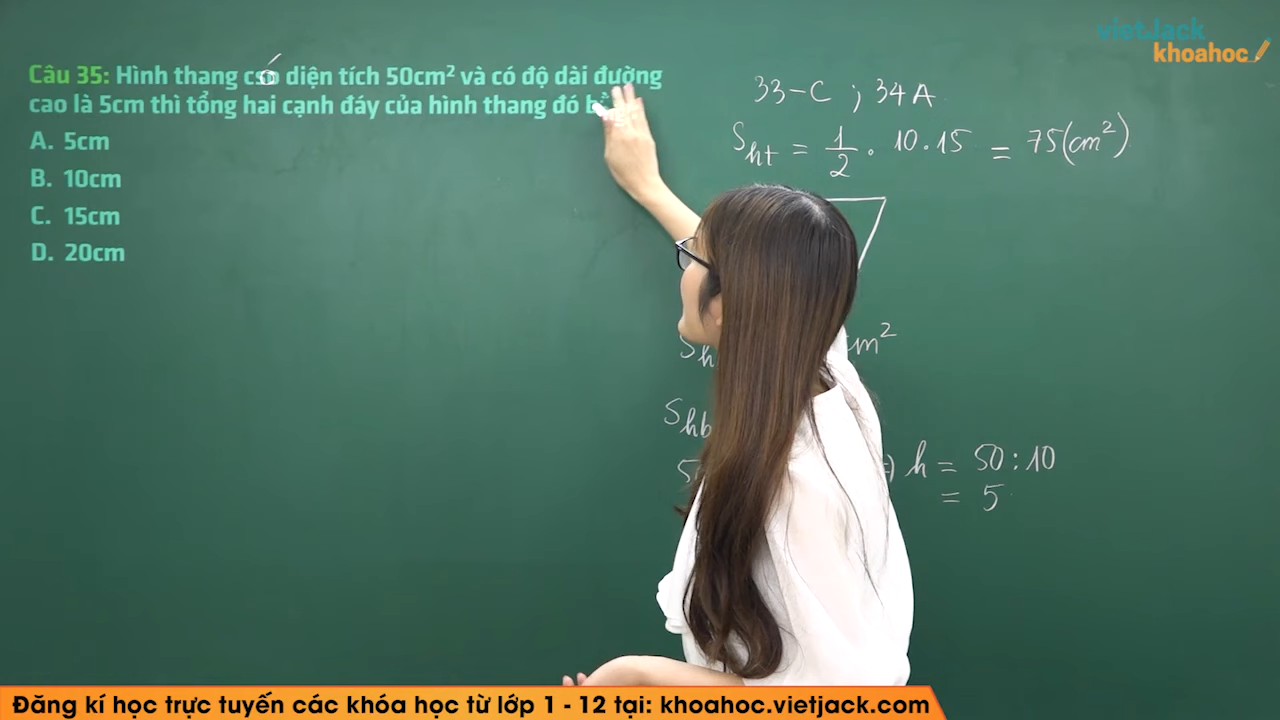 vietJack
khoahoc
Câu 35: Hình thang csó diện tích 50cm² và có độ dài đường
cao là 5cm thì tổng hai cạnh đáy của hình thang đó
A. 5cm
B. 10cm
C. 15cm
D. 20cm
33-C ; 34A
S_ht = 1/2 . 10.15 = 75(cm²)
m²
S_hb
h = 50:10
= 5
Đăng kí học trực tuyến các khóa học từ lớp 1 - 12 tại: khoahoc.vietjack.com